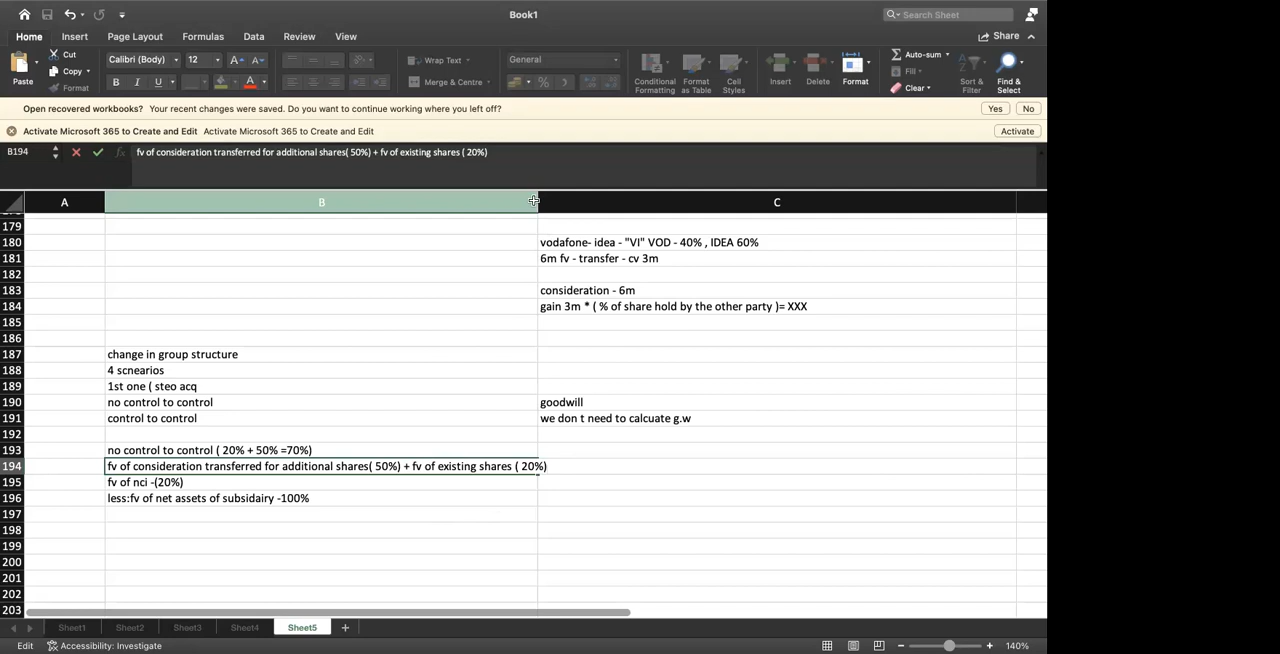 Book1
Search Sheet
Home Insert Page Layout Formulas Data Review View
Share
Paste
Cut
Copy
Format
Calibri (Body) 12
A A
B I U
A
Wrap Text
Merge & Centre
General
%
Conditional Formatting
Format as Table
Cell Styles
Insert
Delete
Format
Auto-sum
Fill
Clear
Sort & Filter
Find & Select
Open recovered workbooks? Your recent changes were saved. Do you want to continue working where you left off?
Yes No
Activate Microsoft 365 to Create and Edit Activate Microsoft 365 to Create and Edit
Activate
B194 fx fv of consideration transferred for additional shares( 50%) + fv of existing shares ( 20%)
A B C
179
180 vodafone- idea - "VI" VOD - 40% , IDEA 60%
181 6m fv - transfer - cv 3m
182
183 consideration - 6m
184 gain 3m * ( % of share hold by the other party )= XXX
185
186
187 change in group structure
188 4 scnearios
189 1st one ( steo acq
190 no control to control goodwill
191 control to control we don t need to calcuate g.w
192
193 no control to control ( 20% + 50% =70%)
194 fv of consideration transferred for additional shares( 50%) + fv of existing shares ( 20%)
195 fv of nci -(20%)
196 less:fv of net assets of subsidairy -100%
197
198
199
200
201
202
203
Sheet1 Sheet2 Sheet3 Sheet4 Sheet5 +
Edit Accessibility: Investigate
140%